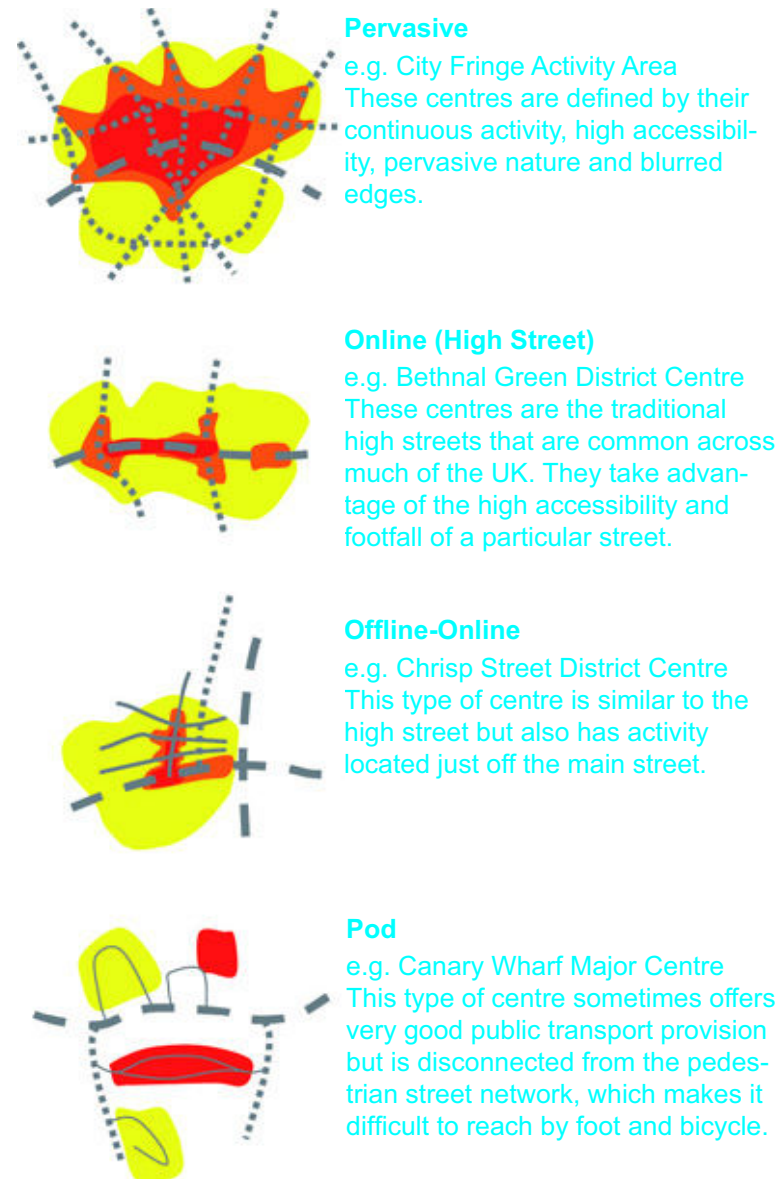 Pervasive
e.g. City Fringe Activity Area
These centres are defined by their
continuous activity, high accessibil-
ity, pervasive nature and blurred
edges.
Online (High Street)
e.g. Bethnal Green District Centre
These centres are the traditional
high streets that are common across
much of the UK. They take advan-
tage of the high accessibility and
footfall of a particular street.
Offline-Online
e.g. Chrisp Street District Centre
This type of centre is similar to the
high street but also has activity
located just off the main street.
Pod
e.g. Canary Wharf Major Centre
This type of centre sometimes offers
very good public transport provision
but is disconnected from the pedes-
trian street network, which makes it
difficult to reach by foot and bicycle.